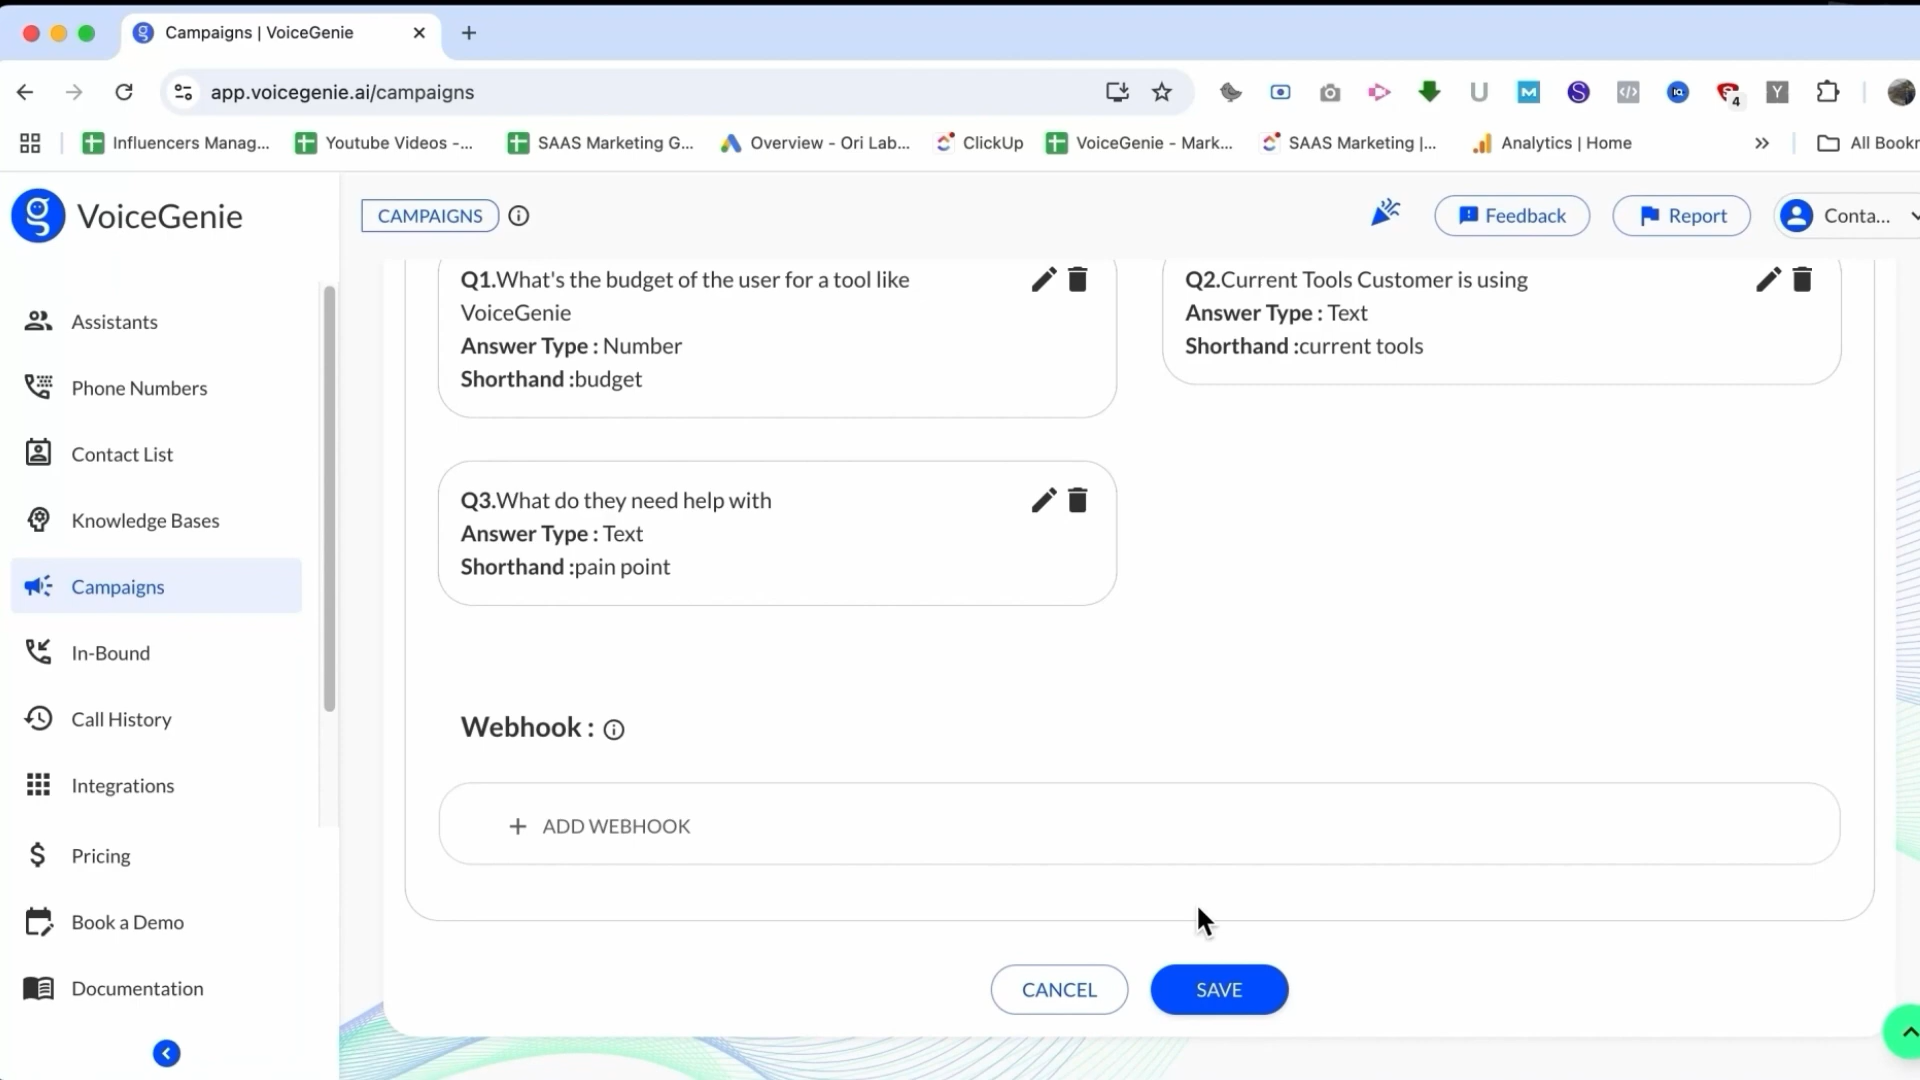 Campaigns | VoiceGenie
app.voicegenie.ai/campaigns
4
Influencers Manag...
Youtube Videos -...
SAAS Marketing G...
Overview - Ori Lab...
ClickUp
VoiceGenie - Mark...
SAAS Marketing |...
Analytics | Home
All Bookr
VoiceGenie
CAMPAIGNS
Feedback
Report
Conta...
Assistants
Phone Numbers
Contact List
Knowledge Bases
Campaigns
In-Bound
Call History
Integrations
Pricing
Book a Demo
Documentation
Q1.What's the budget of the user for a tool like
VoiceGenie
Answer Type : Number
Shorthand :budget
Q2.Current Tools Customer is using
Answer Type : Text
Shorthand :current tools
Q3.What do they need help with
Answer Type : Text
Shorthand :pain point
Webhook :
+ ADD WEBHOOK
CANCEL
SAVE